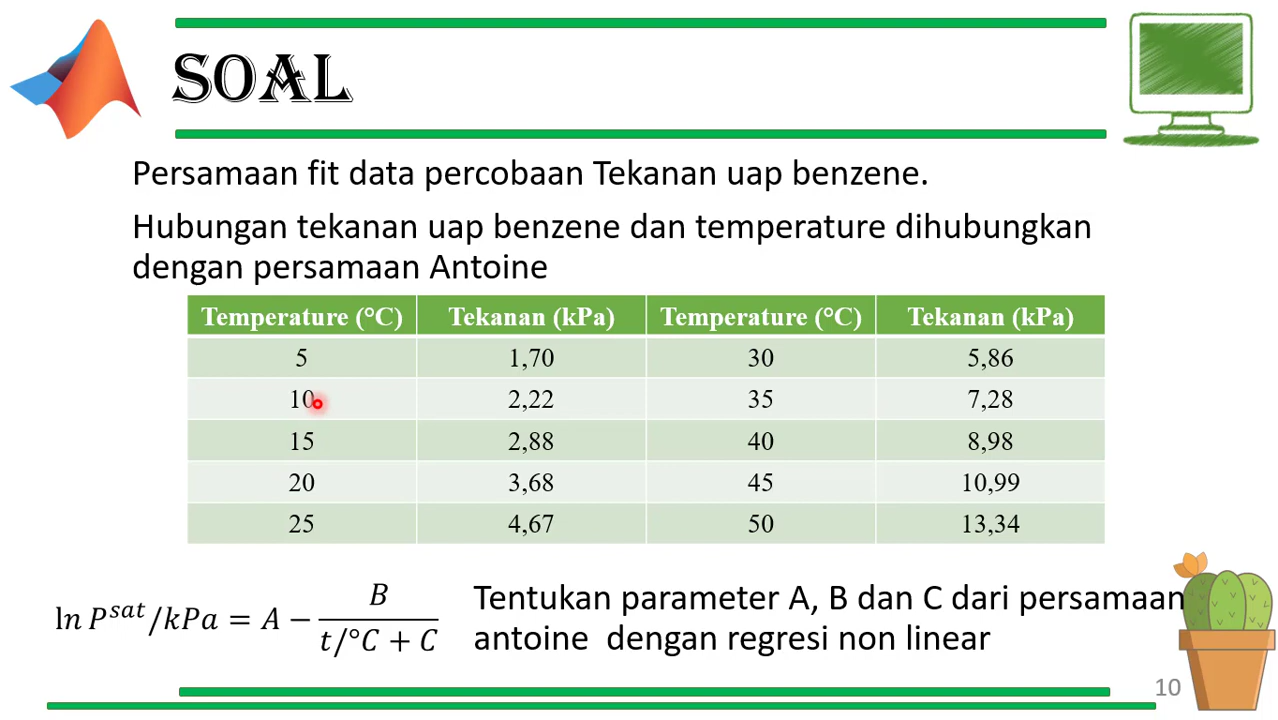 SOAL
Persamaan fit data percobaan Tekanan uap benzene.
Hubungan tekanan uap benzene dan temperature dihubungkan
dengan persamaan Antoine
Temperature (°C) Tekanan (kPa) Temperature (°C) Tekanan (kPa)
5 1,70 30 5,86
10 2,22 35 7,28
15 2,88 40 8,98
20 3,68 45 10,99
25 4,67 50 13,34
ln P^sat/kPa = A − B / (t/°C + C)
Tentukan parameter A, B dan C dari persamaan
antoine dengan regresi non linear
10